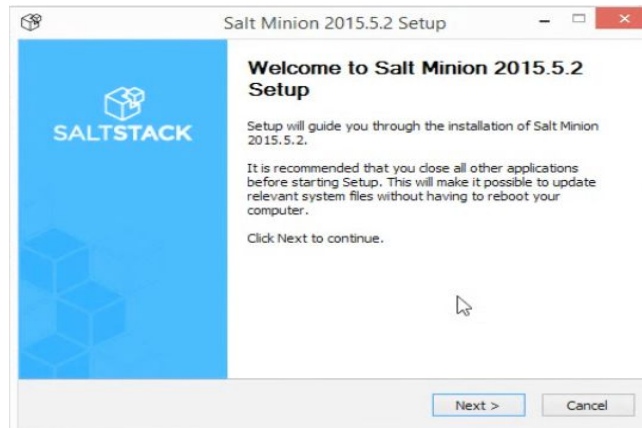 Salt Minion 2015.5.2 Setup
SALTSTACK
Welcome to Salt Minion 2015.5.2
Setup
Setup will guide you through the installation of Salt Minion
2015.5.2.
It is recommended that you close all other applications
before starting Setup. This will make it possible to update
relevant system files without having to reboot your
computer.
Click Next to continue.
Next >
Cancel